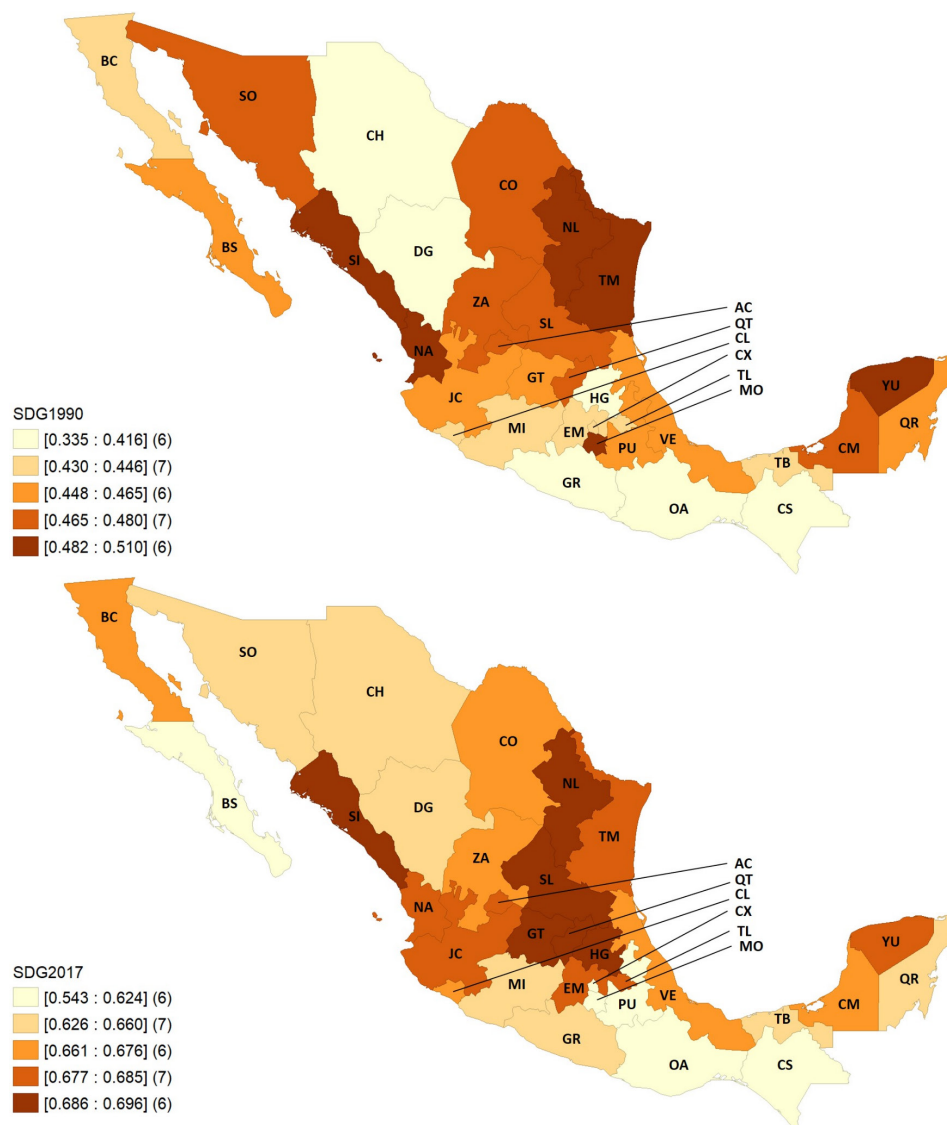 BC
SO
CH
CO
NL
BS
SI
DG
TM
ZA
AC
SL
QT
CL
NA
CX
YU
GT
TL
JC
MO
HG
QR
SDG1990
MI
EM
VE
CM
[0.335 : 0.416] (6)
PU
TB
[0.430 : 0.446] (7)
GR
OA
CS
[0.448 : 0.465] (6)
[0.465 : 0.480] (7)
[0.482 : 0.510] (6)
BC
SO
CH
CO
NL
BS
SI
DG
TM
ZA
AC
SL
QT
CL
NA
CX
GT
TL
YU
JC
MO
HG
SDG2017
MI
EM
VE
CM
QR
[0.543 : 0.624] (6)
PU
TB
[0.626 : 0.660] (7)
GR
OA
CS
[0.661 : 0.676] (6)
[0.677 : 0.685] (7)
[0.686 : 0.696] (6)